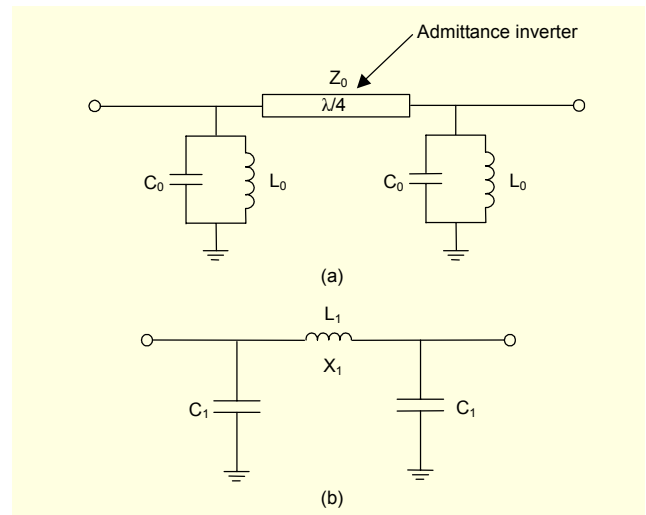 Admittance inverter
Z₀
λ/4
C₀ L₀ C₀ L₀
(a)
L₁
X₁
C₁ C₁
(b)